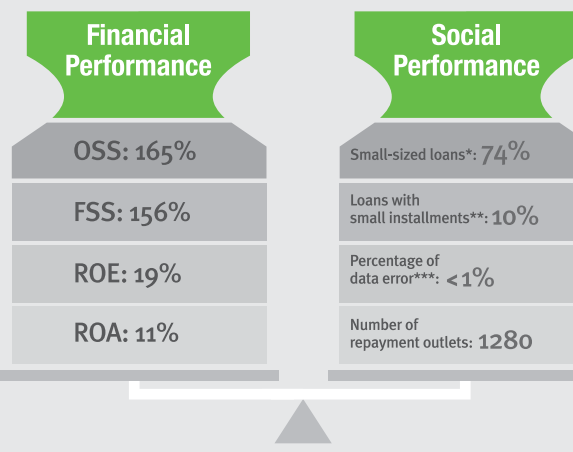 Financial
Performance
OSS: 165%
FSS: 156%
ROE: 19%
ROA: 11%
Social
Performance
Small-sized loans*: 74%
Loans with
small installments**: 10%
Percentage of
data error***: < 1%
Number of
repayment outlets: 1280